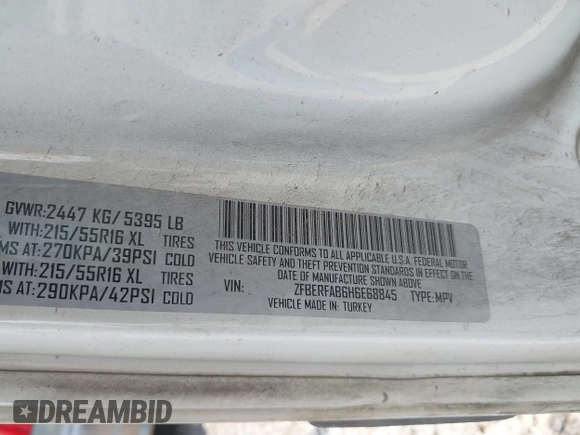 GVWR:2447 KG/5395 LB
WITH:215/55R16 XL TIRES
MS AT:270KPA/39PSI COLD
WITH:215/55R16 XL TIRES
MS AT:290KPA/42PSI COLD
THIS VEHICLE CONFORMS TO ALL APPLICABLE U.S.A. FEDERAL MOTOR
VEHICLE SAFETY AND THEFT PREVENTION STANDARDS IN EFFECT ON THE
DATE OF MANUFACTURE SHOWN ABOVE.
VIN: ZFBERFAB6H6E68845 TYPE: MPV
VEHICLE MADE IN: TURKEY
DREAMBID